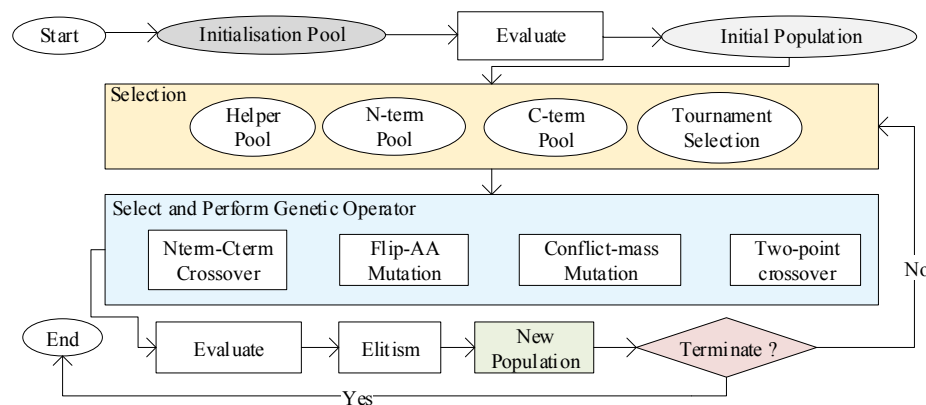 Start
Initialisation Pool
Evaluate
Initial Population
Selection
Helper
Pool
N-term
Pool
C-term
Pool
Tournament
Selection
Select and Perform Genetic Operator
Nterm-Cterm
Crossover
Flip-AA
Mutation
Conflict-mass
Mutation
Two-point
crossover
No
End
Evaluate
Elitism
New
Population
Terminate ?
Yes